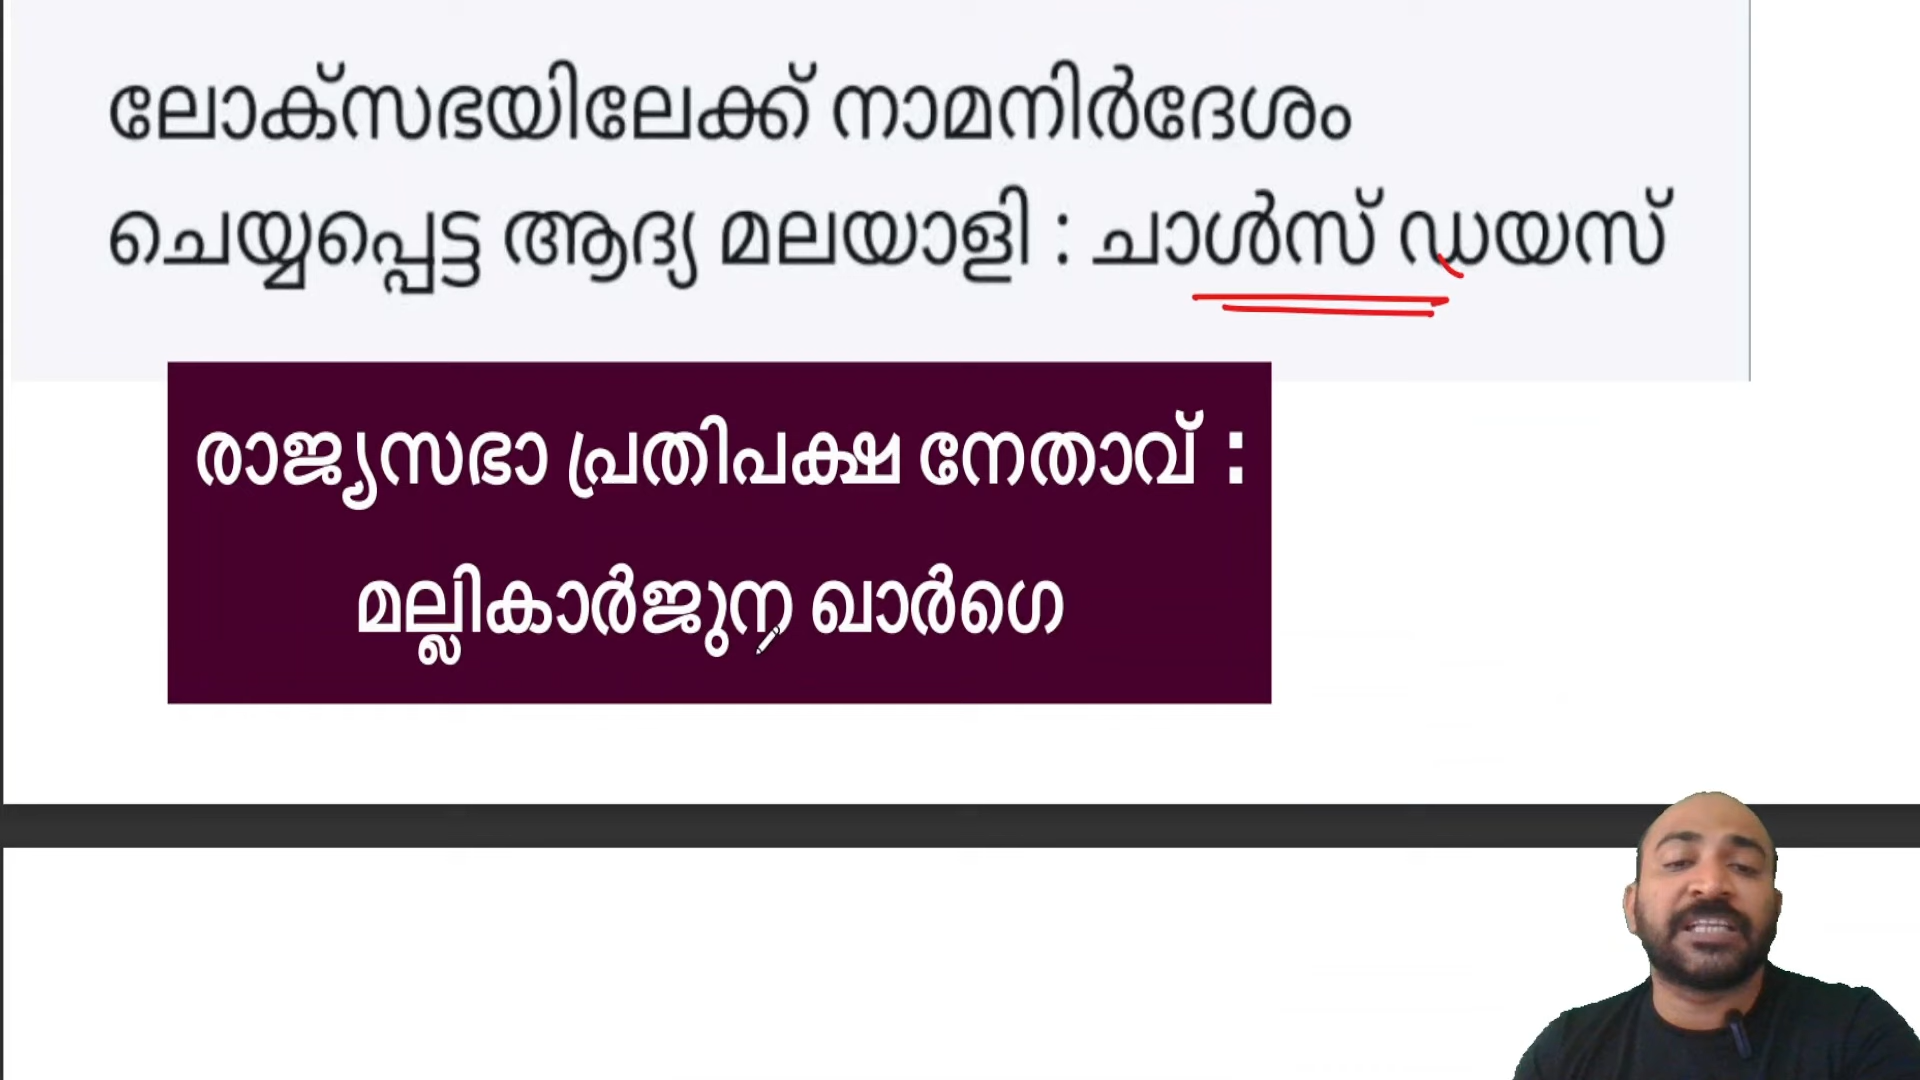 ലോക്സഭയിലേക്ക് നാമനിർദേശം
ചെയ്യപ്പെട്ട ആദ്യ മലയാളി : ചാൾസ് ഡയസ്
രാജ്യസഭാ പ്രതിപക്ഷ നേതാവ് :
മല്ലികാർജുന ഖാർഗെ